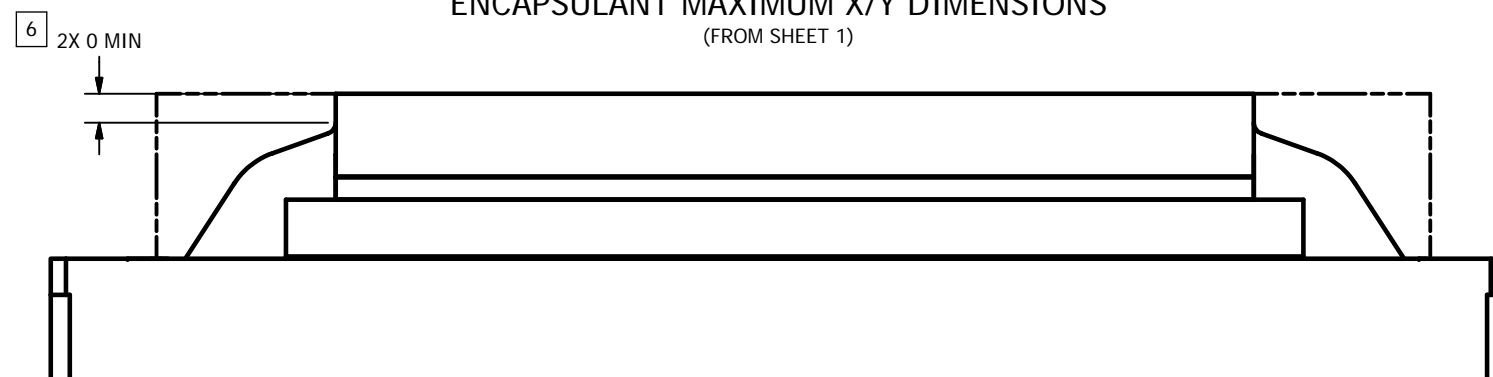 ENCAPSULANT MAXIMUM X/Y DIMENSIONS
(FROM SHEET 1)
6 2X 0 MIN